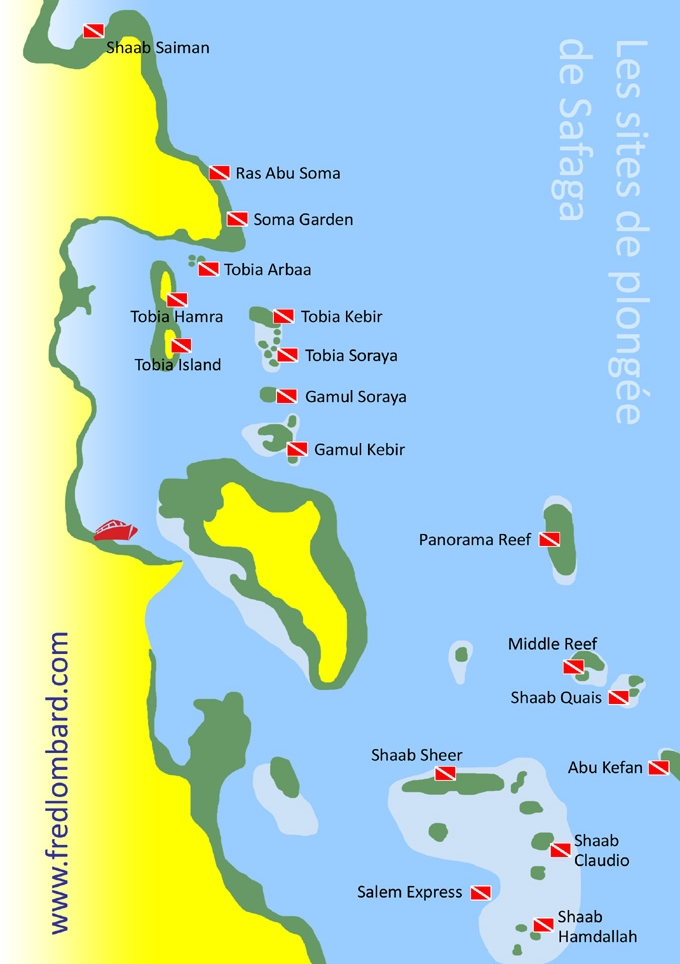 Les sites de plongée
de Safaga
Shaab Saiman
Ras Abu Soma
Soma Garden
Tobia Arbaa
Tobia Hamra
Tobia Kebir
Tobia Soraya
Tobia Island
Gamul Soraya
Gamul Kebir
Panorama Reef
Middle Reef
Shaab Quais
Shaab Sheer
Abu Kefan
Shaab
Claudio
Salem Express
Shaab
Hamdallah
www.fredlombard.com